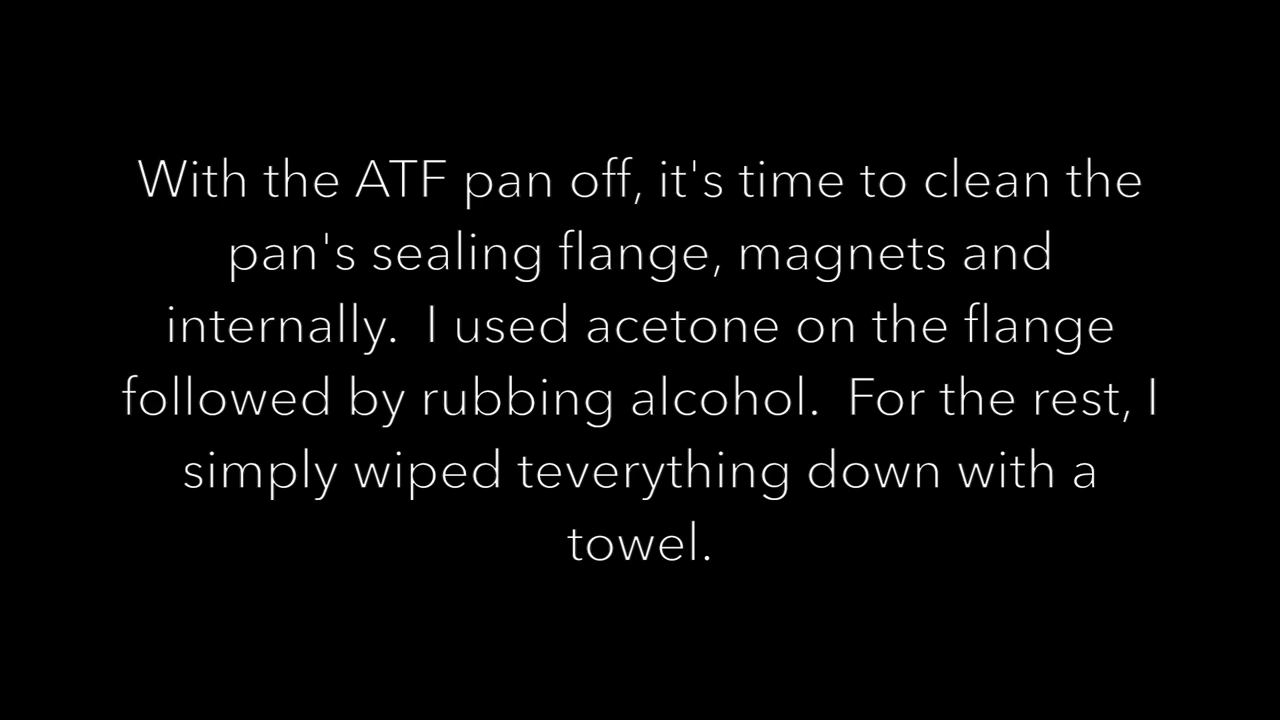 With the ATF pan off, it's time to clean the
pan's sealing flange, magnets and
internally.  I used acetone on the flange
followed by rubbing alcohol.  For the rest, I
simply wiped teverything down with a
towel.